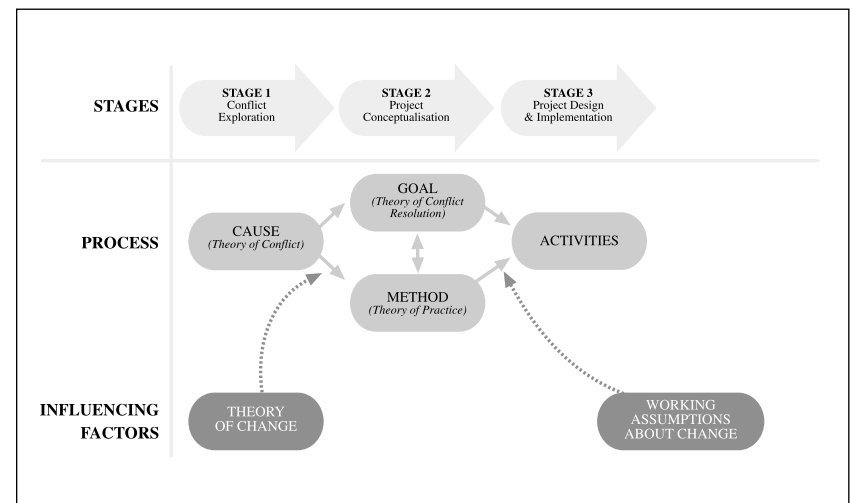 STAGES
STAGE 1
Conflict
Exploration
STAGE 2
Project
Conceptualisation
STAGE 3
Project Design
& Implementation
PROCESS
CAUSE
(Theory of Conflict)
GOAL
(Theory of Conflict
Resolution)
METHOD
(Theory of Practice)
ACTIVITIES
INFLUENCING
FACTORS
THEORY
OF CHANGE
WORKING
ASSUMPTIONS
ABOUT CHANGE